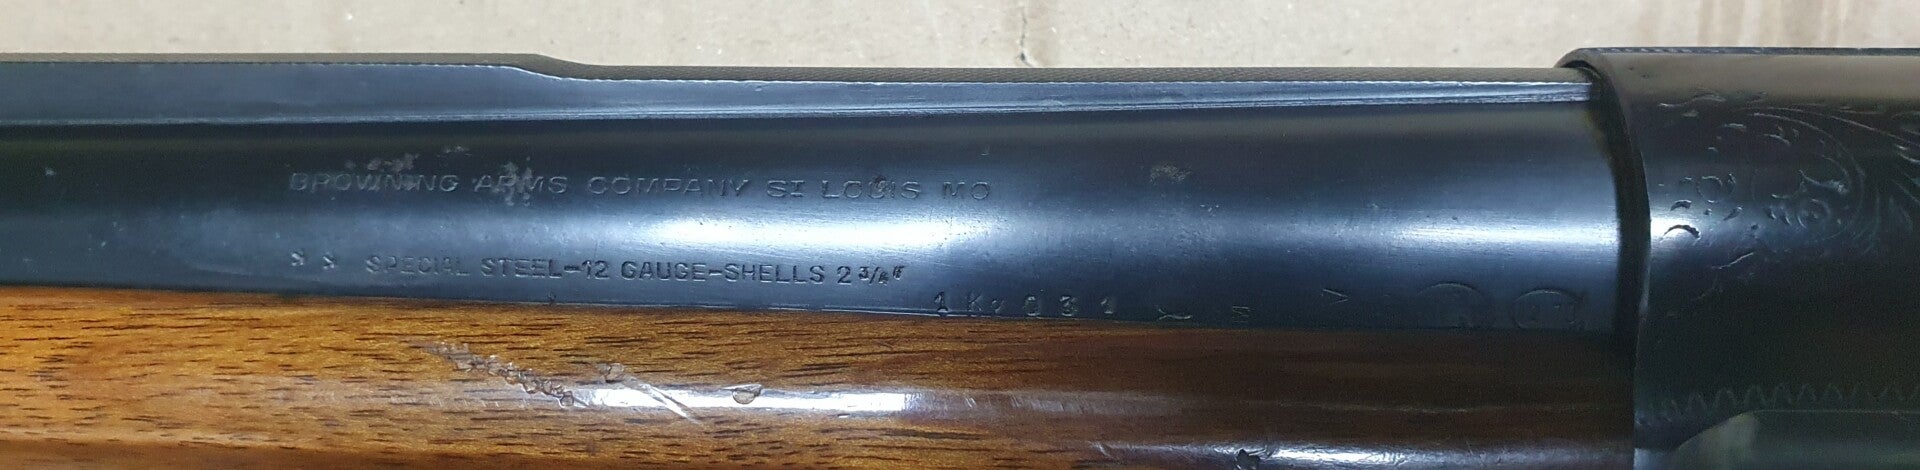 BROWNING ARMS COMPANY ST LOUIS MO
** SPECIAL STEEL-12 GAUGE-SHELLS 2 3/4"